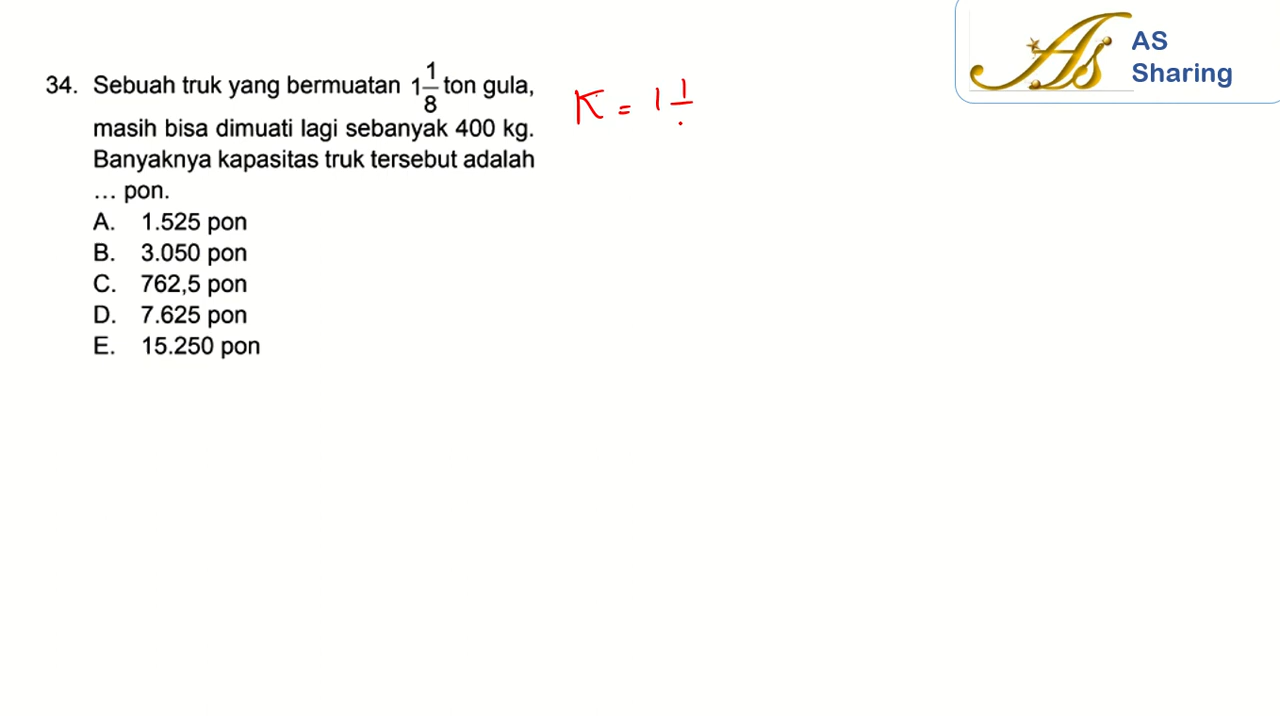 34. Sebuah truk yang bermuatan 1 1/8 ton gula,
masih bisa dimuati lagi sebanyak 400 kg.
Banyaknya kapasitas truk tersebut adalah
... pon.
A. 1.525 pon
B. 3.050 pon
C. 762,5 pon
D. 7.625 pon
E. 15.250 pon
K = 1 1/
As
AS
Sharing